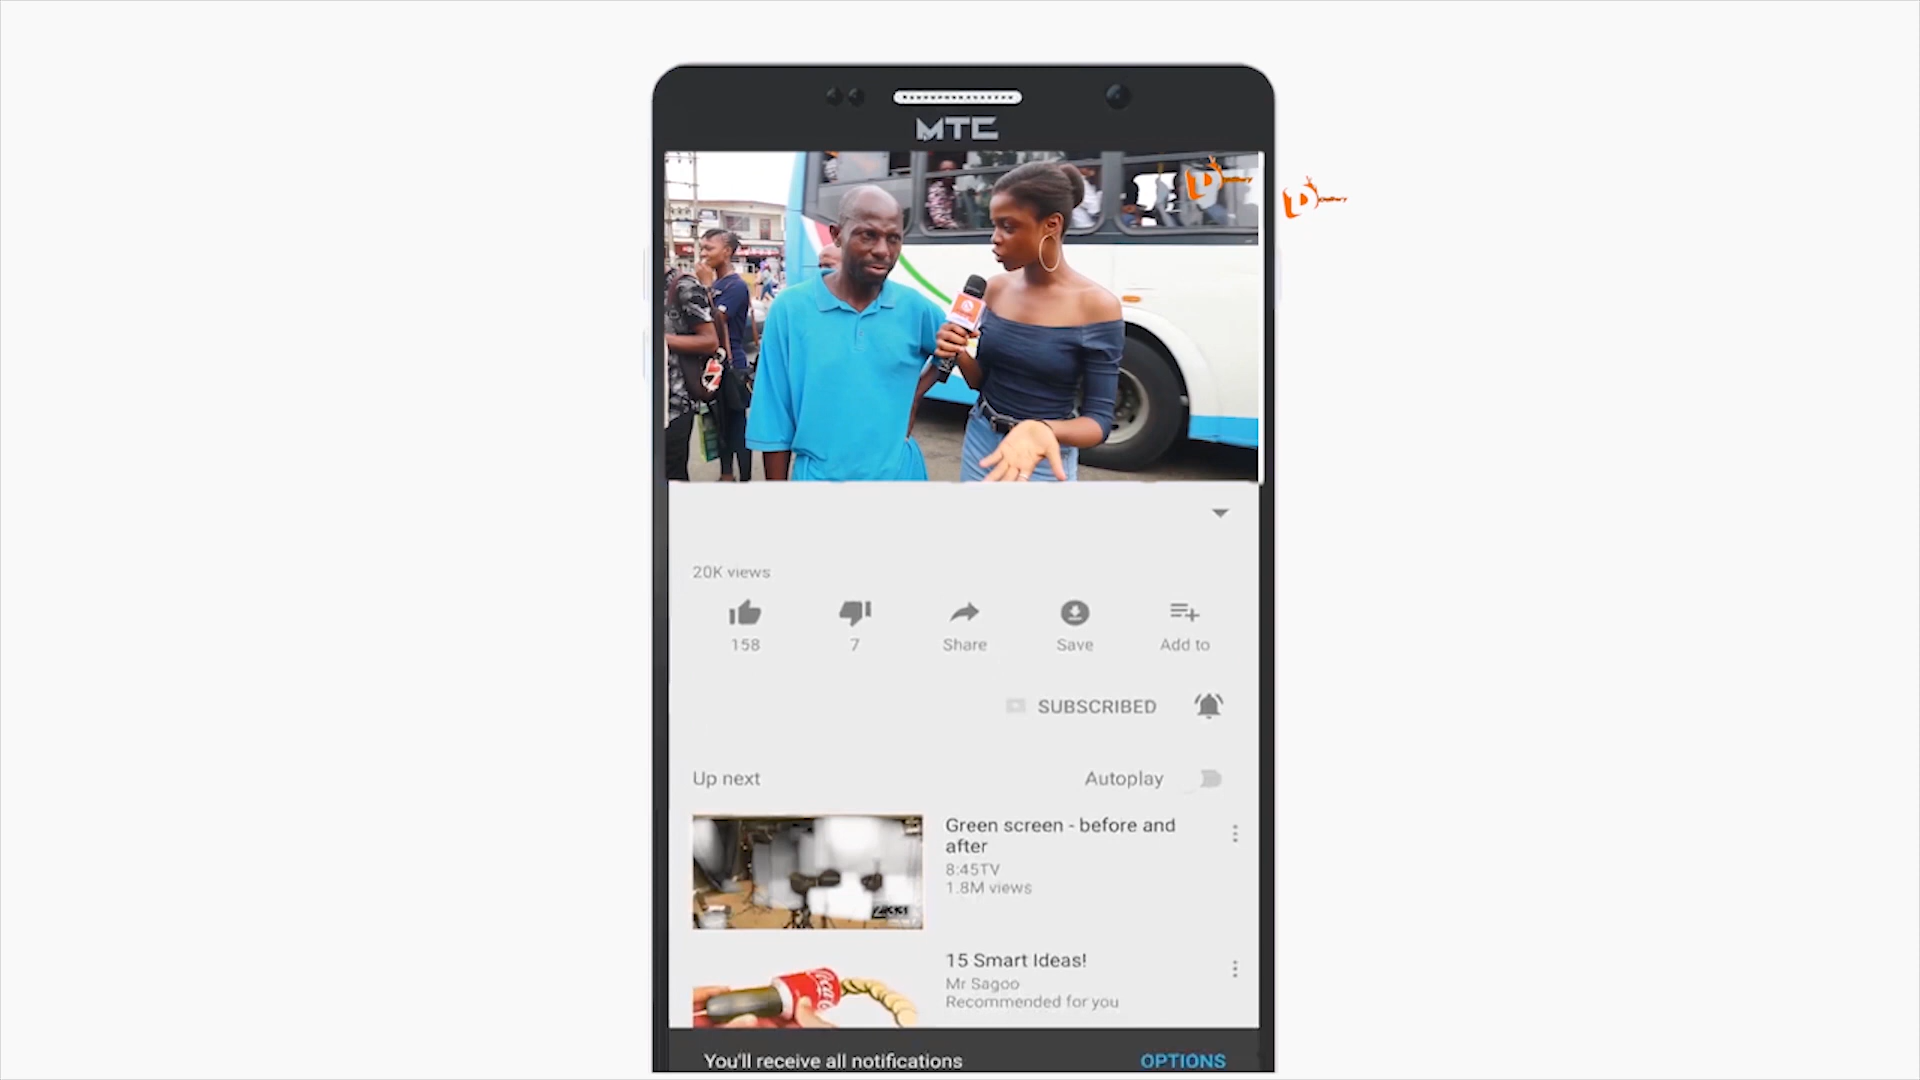 MTC
20K views
158
7
Share
Save
Add to
SUBSCRIBED
Up next
Autoplay
Green screen - before and
after
8:45TV
1.8M views
15 Smart Ideas!
Mr Sagoo
Recommended for you
You'll receive all notifications
OPTIONS